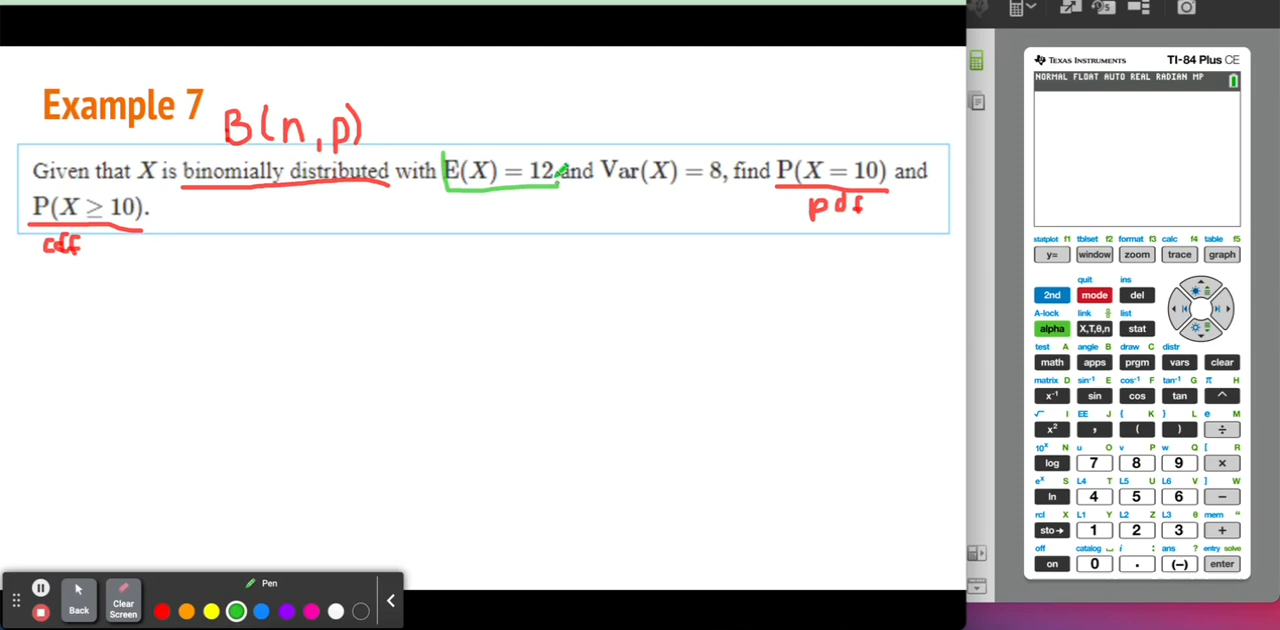 Example 7
B(n, p)
Given that X is binomially distributed with E(X) = 12 and Var(X) = 8, find P(X = 10) and
P(X ≥ 10).
pdf
cdf
Pen
Back
Clear
Screen
TEXAS INSTRUMENTS TI-84 Plus CE
NORMAL FLOAT AUTO REAL RADIAN MP
statplot f1 tblset f2 format f3 calc f4 table f5
y= window zoom trace graph
quit ins
2nd mode del
A-lock link list
alpha X,T,θ,n stat
test A angle B draw C distr
math apps prgm vars clear
matrix D sin⁻¹ E cos⁻¹ F tan⁻¹ G π H
x⁻¹ sin cos tan ^
√ I EE J { K } L e M
x² , ( ) ÷
10ˣ N u O v P w Q [ R
log 7 8 9 ×
eˣ S L4 T L5 U L6 V ] W
ln 4 5 6 −
rcl X L1 Y L2 Z L3 θ mem "
sto→ 1 2 3 +
off catalog i : ans ? entry solve
on 0 . (−) enter